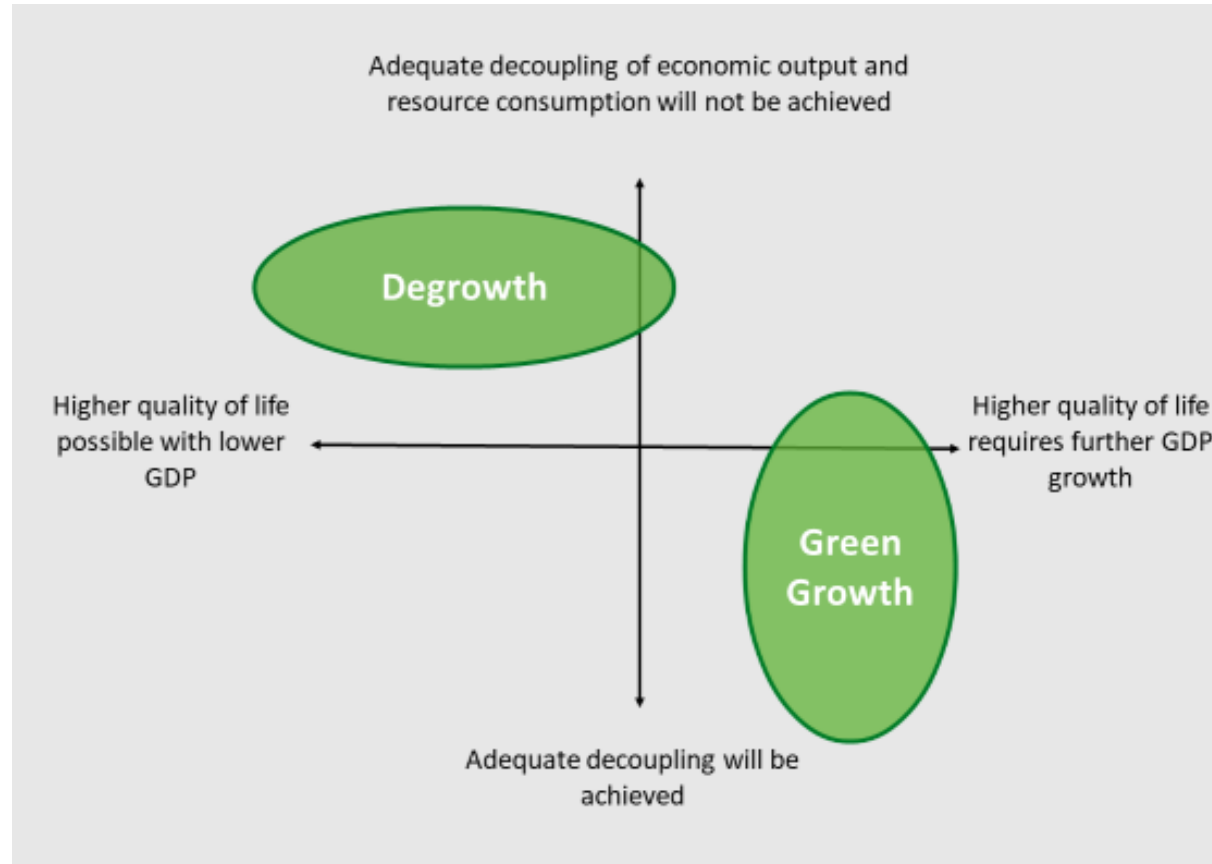 Adequate decoupling of economic output and
resource consumption will not be achieved
Degrowth
Higher quality of life
possible with lower
GDP
Higher quality of life
requires further GDP
growth
Green
Growth
Adequate decoupling will be
achieved